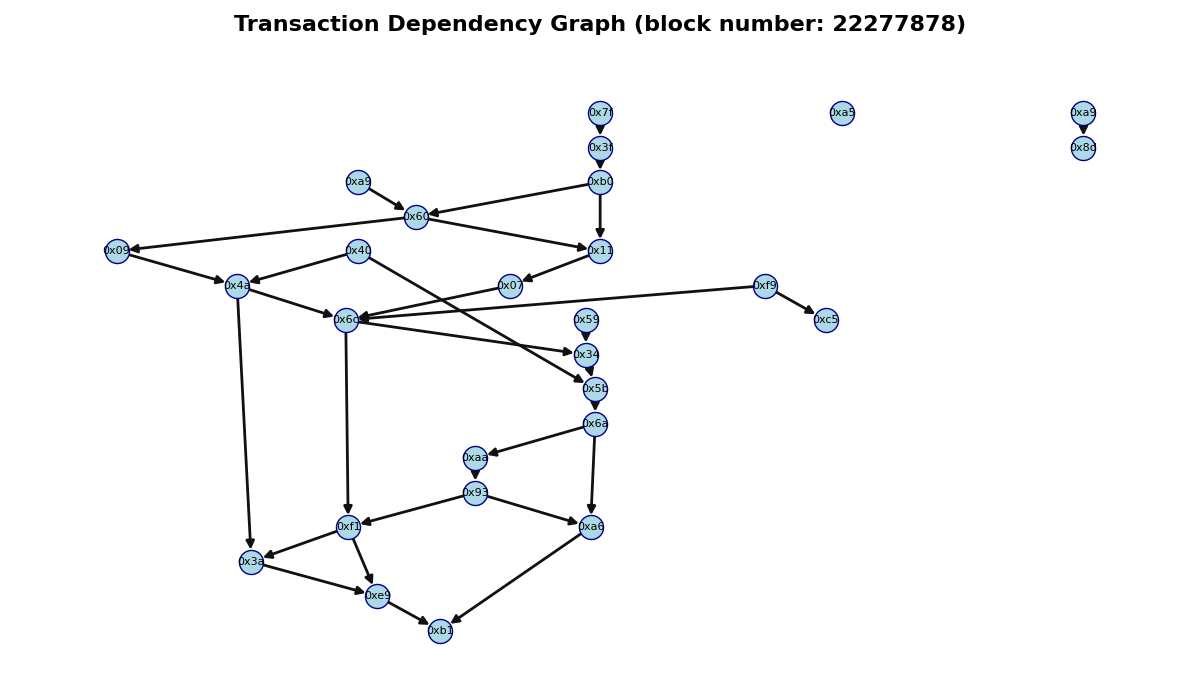 Transaction Dependency Graph (block number: 22277878)
0x7f
0xa5
0xa9
0x3f
0x8d
0xa9
0xb0
0x60
0x09
0x40
0x11
0x4a
0x07
0xf9
0x6c
0x59
0xc5
0x34
0x5b
0x6a
0xaa
0x93
0xf1
0xa6
0x3a
0xe9
0xb1